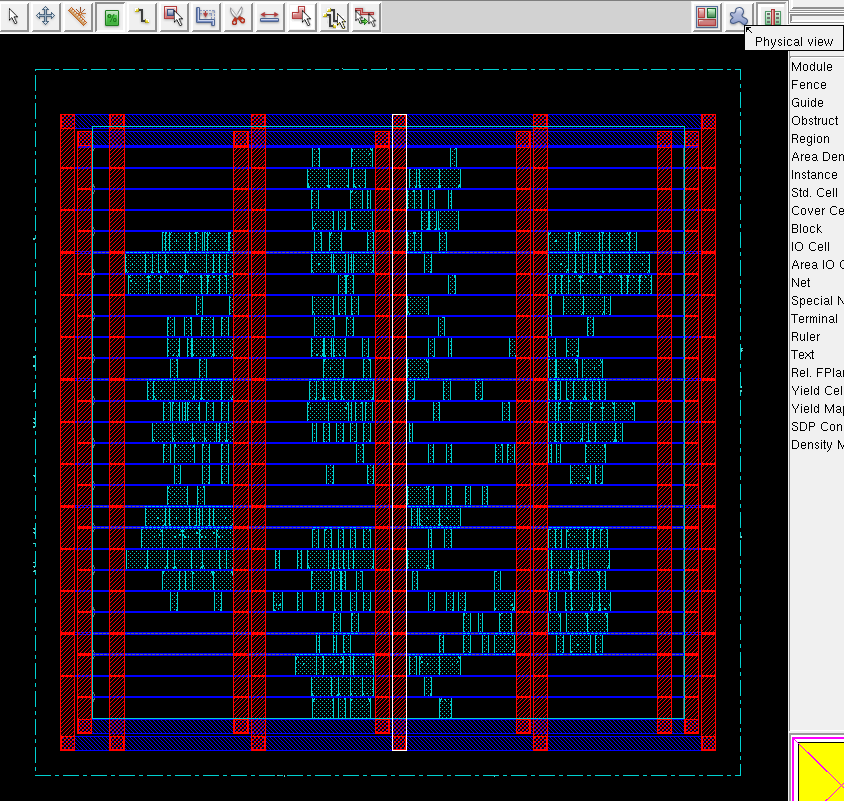 %
Physical view
Module
Fence
Guide
Obstruct
Region
Area Den
Instance
Std. Cell
Cover Ce
Block
IO Cell
Area IO C
Net
Special N
Terminal
Ruler
Text
Rel. FPlan
Yield Cel
Yield Map
SDP Con
Density M